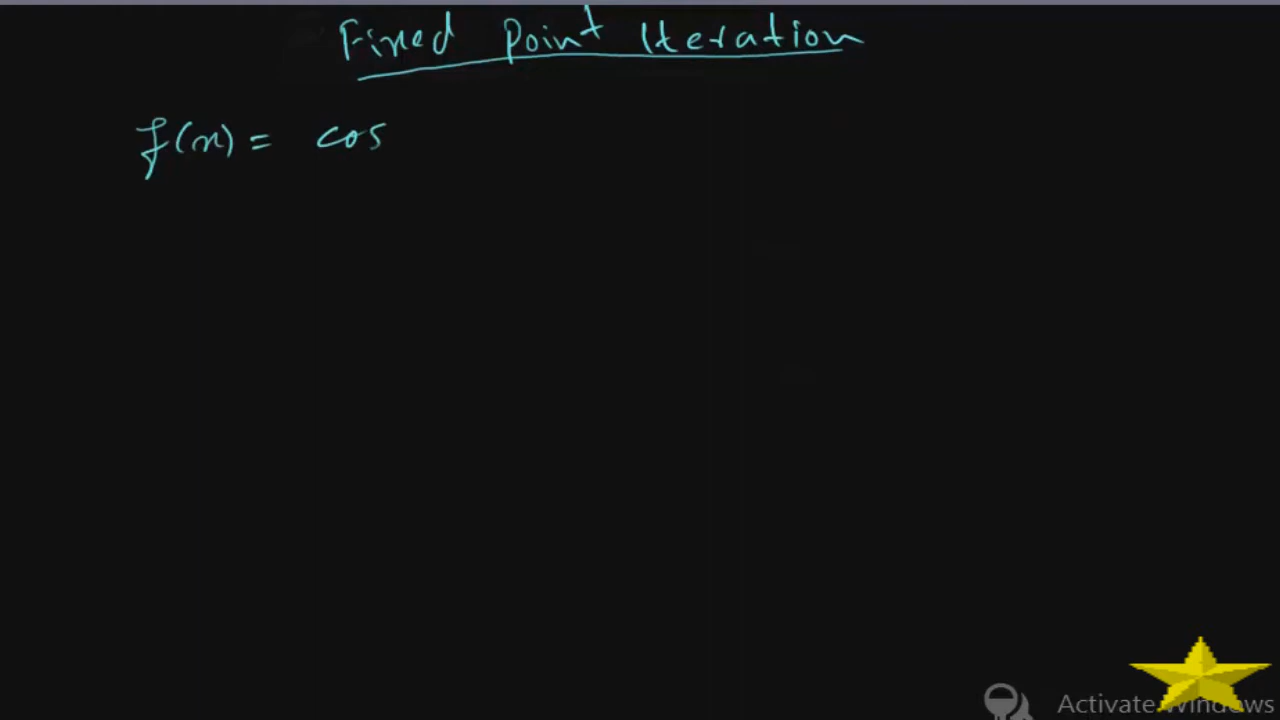 Fixed Point Iteration
f(x) = cos
Activate Windows